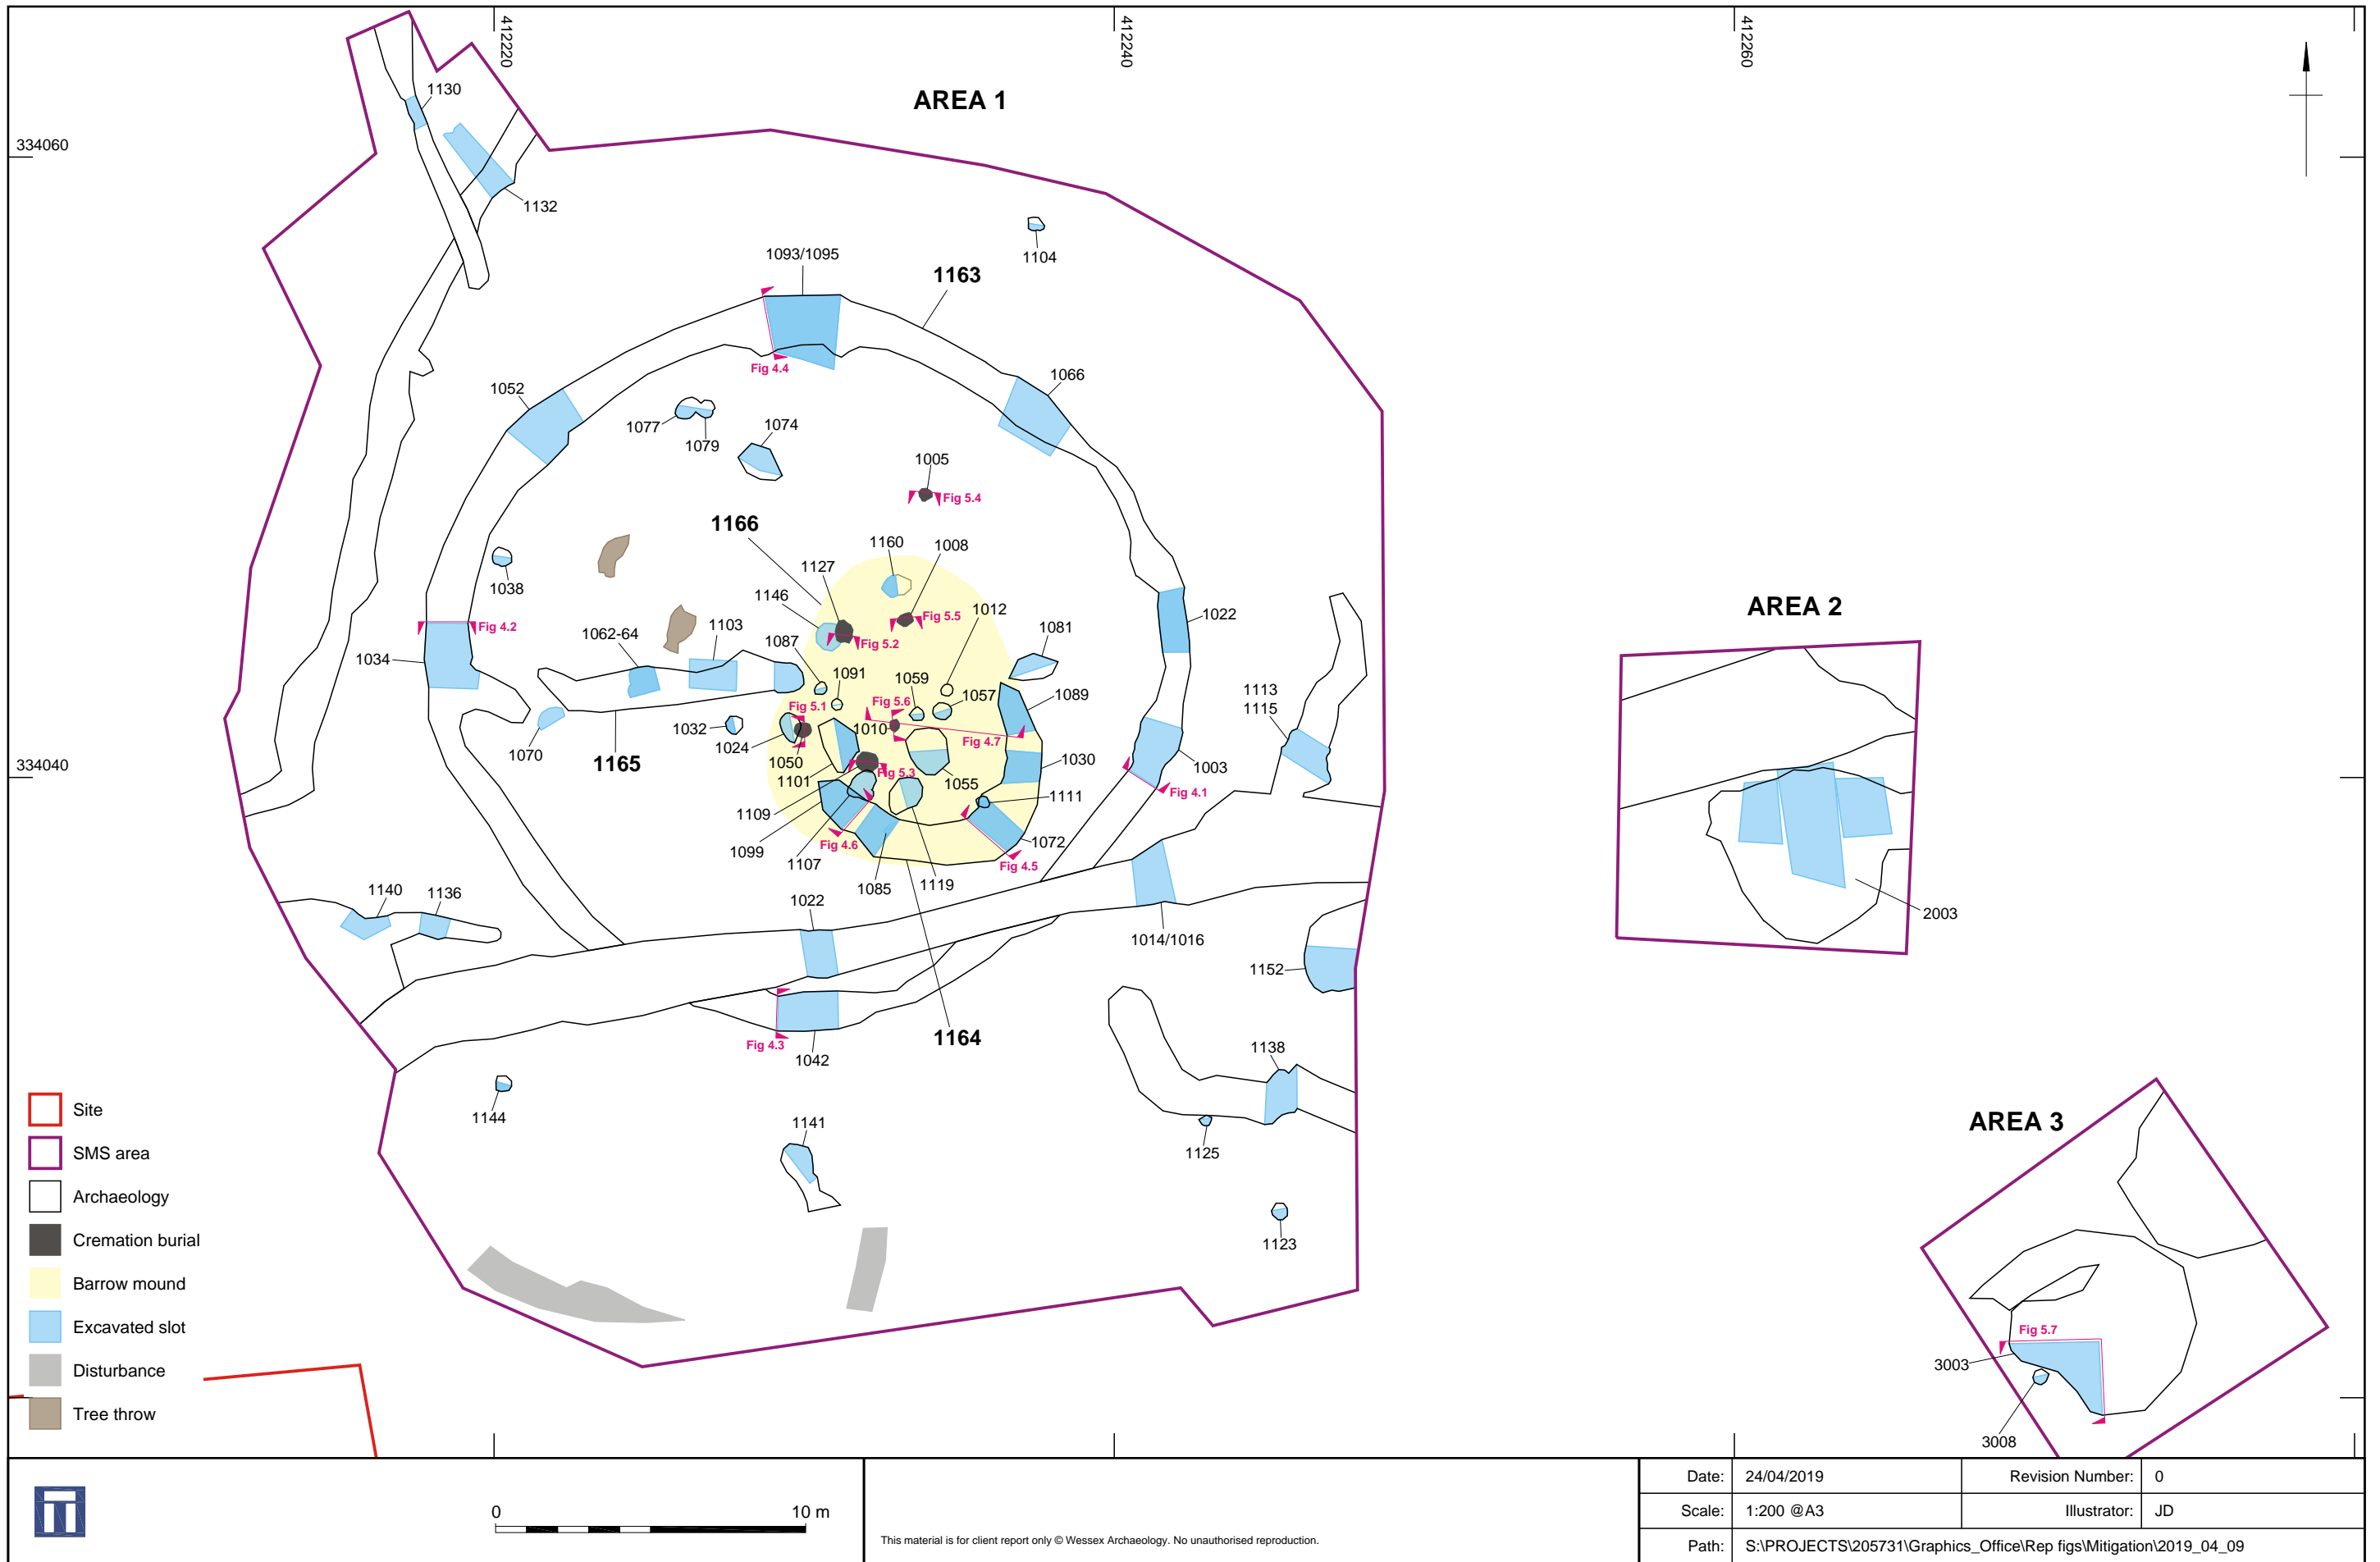 412220
412240
412260
334060
334040
AREA 1
1130
1132
1104
1093/1095
1163
Fig 4.4
1052
1066
1077
1079
1074
1005
Fig 5.4
1166
1160
1008
1127
1146
1012
Fig 5.5
Fig 5.2
1038
Fig 4.2
1034
1062-64
1103
1087
1091
1059
1057
1081
1022
1089
1113
1115
1070
1165
1032
1024
Fig 5.1
Fig 5.6
1010
Fig 4.7
1050
1101
Fig 5.3
1055
1030
1003
Fig 4.1
1109
1099
1107
Fig 4.6
1085
1119
1111
1072
Fig 4.5
1140
1136
1022
1014/1016
1152
Fig 4.3
1042
1164
1138
1125
1144
1141
1123
AREA 2
2003
AREA 3
Fig 5.7
3003
3008
Site
SMS area
Archaeology
Cremation burial
Barrow mound
Excavated slot
Disturbance
Tree throw
0 10 m
This material is for client report only © Wessex Archaeology. No unauthorised reproduction.
Date: 24/04/2019 Revision Number: 0
Scale: 1:200 @A3 Illustrator: JD
Path: S:\PROJECTS\205731\Graphics_Office\Rep figs\Mitigation\2019_04_09